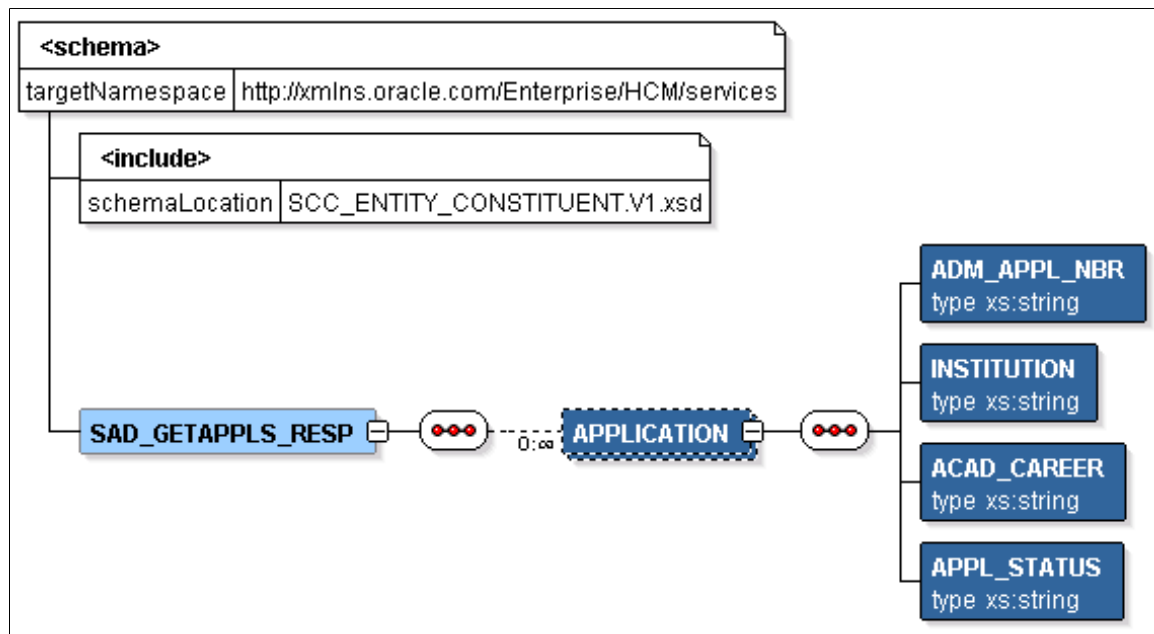 <schema>
targetNamespace http://xmlns.oracle.com/Enterprise/HCM/services
<include>
schemaLocation SCC_ENTITY_CONSTITUENT.V1.xsd
ADM_APPL_NBR
type xs:string
INSTITUTION
type xs:string
SAD_GETAPPLS_RESP
0:∞
APPLICATION
ACAD_CAREER
type xs:string
APPL_STATUS
type xs:string